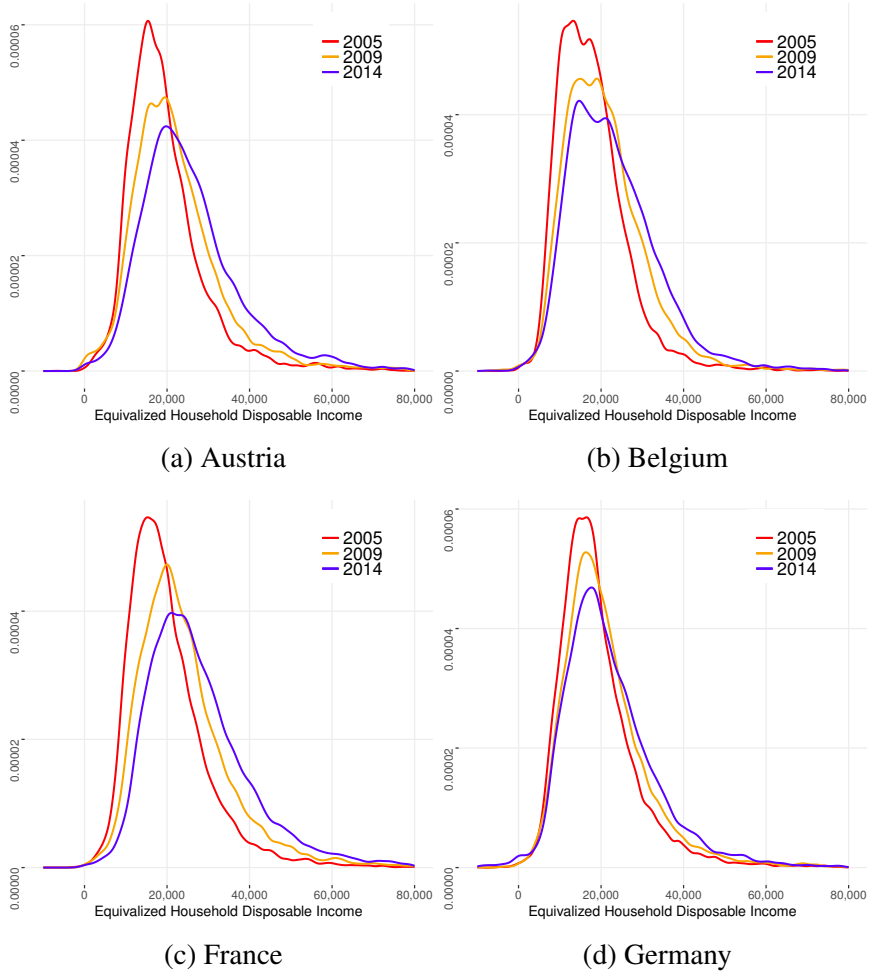 0.00006
0.00004
0.00002
0.00000
2005
2009
2014
0 20,000 40,000 60,000 80,000
Equivalized Household Disposable Income
(a) Austria
0.00004
0.00002
0.00000
2005
2009
2014
0 20,000 40,000 60,000 80,000
Equivalized Household Disposable Income
(b) Belgium
0.00004
0.00002
0.00000
2005
2009
2014
0 20,000 40,000 60,000 80,000
Equivalized Household Disposable Income
(c) France
0.00006
0.00004
0.00002
0.00000
2005
2009
2014
0 20,000 40,000 60,000 80,000
Equivalized Household Disposable Income
(d) Germany